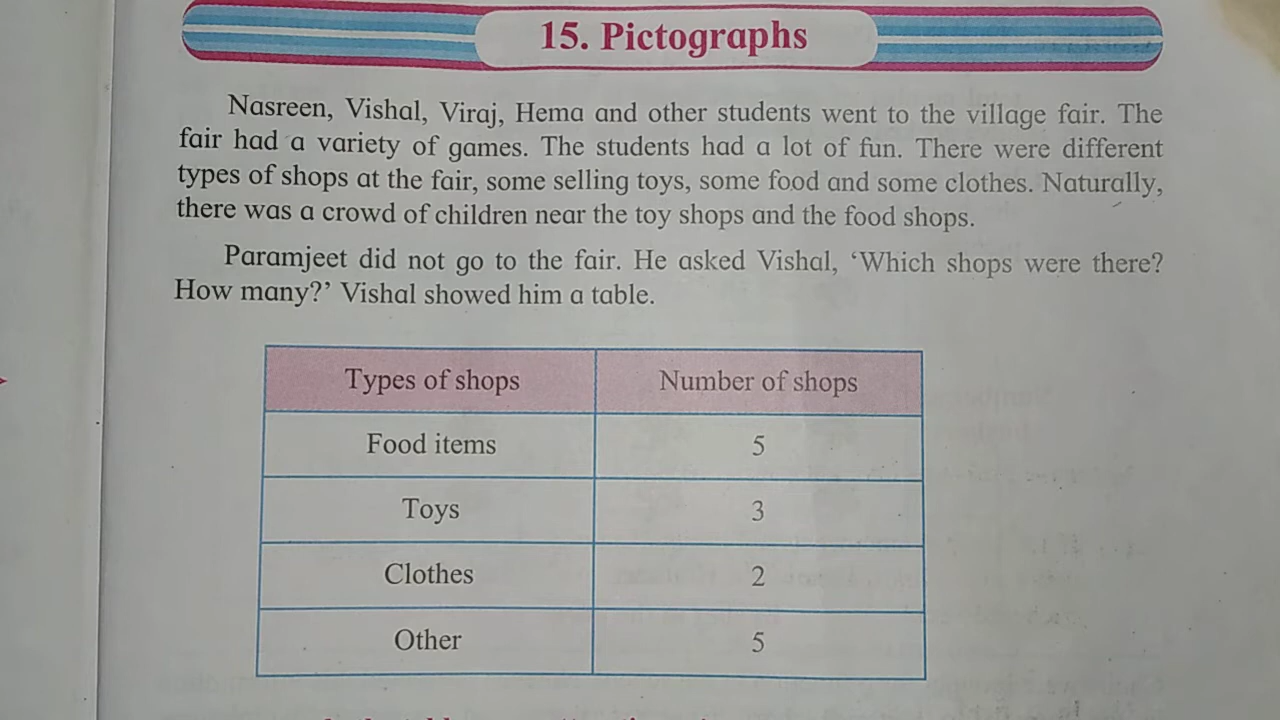 15. Pictographs
Nasreen, Vishal, Viraj, Hema and other students went to the village fair. The
fair had a variety of games. The students had a lot of fun. There were different
types of shops at the fair, some selling toys, some food and some clothes. Naturally,
there was a crowd of children near the toy shops and the food shops.
Paramjeet did not go to the fair. He asked Vishal, ‘Which shops were there?
How many?’ Vishal showed him a table.
Types of shops Number of shops
Food items 5
Toys 3
Clothes 2
Other 5